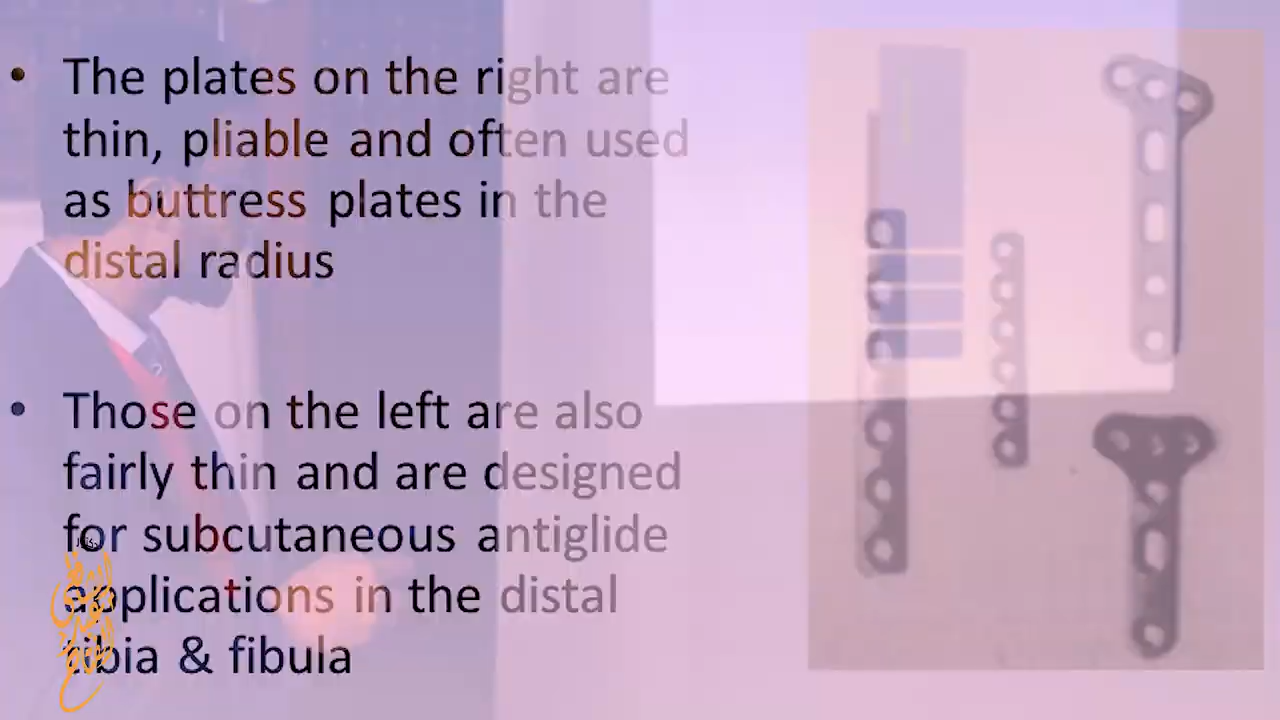 • The plates on the right are
thin, pliable and often used
as buttress plates in the
distal radius
• Those on the left are also
fairly thin and are designed
for subcutaneous antiglide
applications in the distal
tibia & fibula